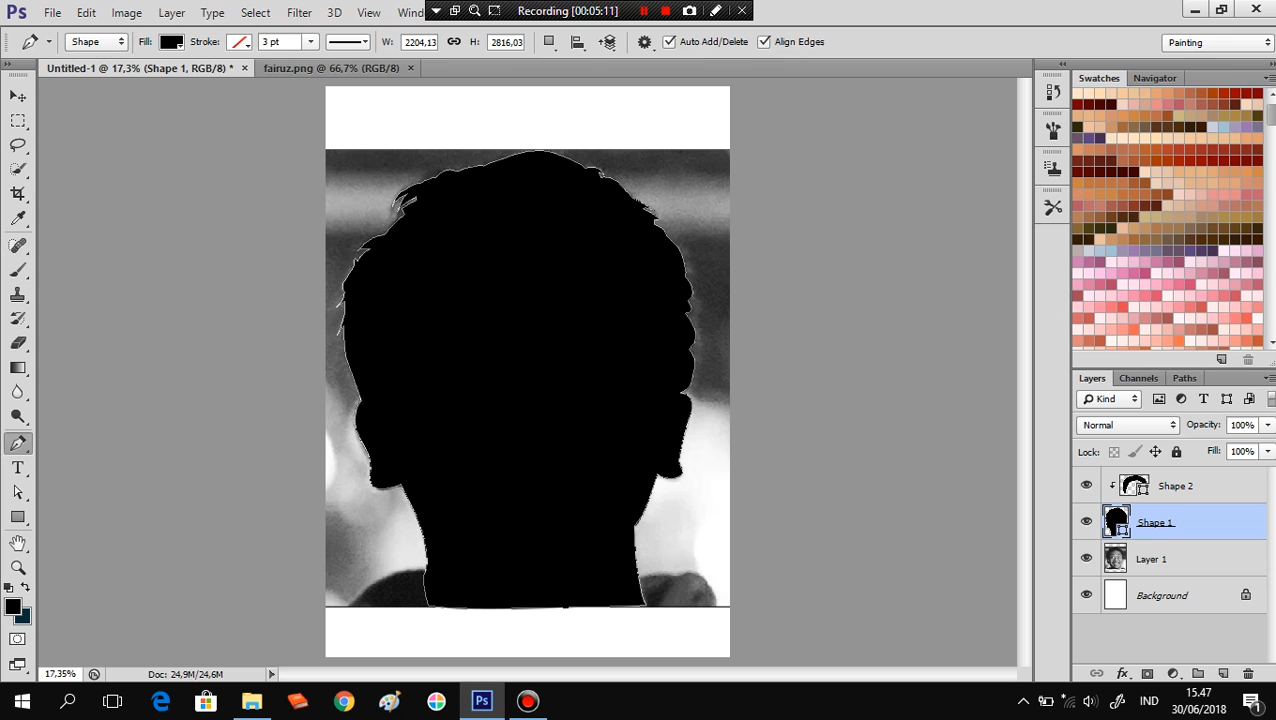 Recording [00:05:11]
Ps File Edit Image Layer Type Select Filter 3D View Wind
Shape Fill: Stroke: 3 pt W: 2204,13 H: 2816,03 Auto Add/Delete Align Edges Painting
Untitled-1 @ 17,3% (Shape 1, RGB/8) * × fairuz.png @ 66,7% (RGB/8) ×
Swatches Navigator
Layers Channels Paths
Kind
Normal Opacity: 100%
Lock: Fill: 100%
Shape 2
Shape 1
Layer 1
Background
17,35% Doc: 24,9M/24,6M
Ps IND 15.47
30/06/2018
1